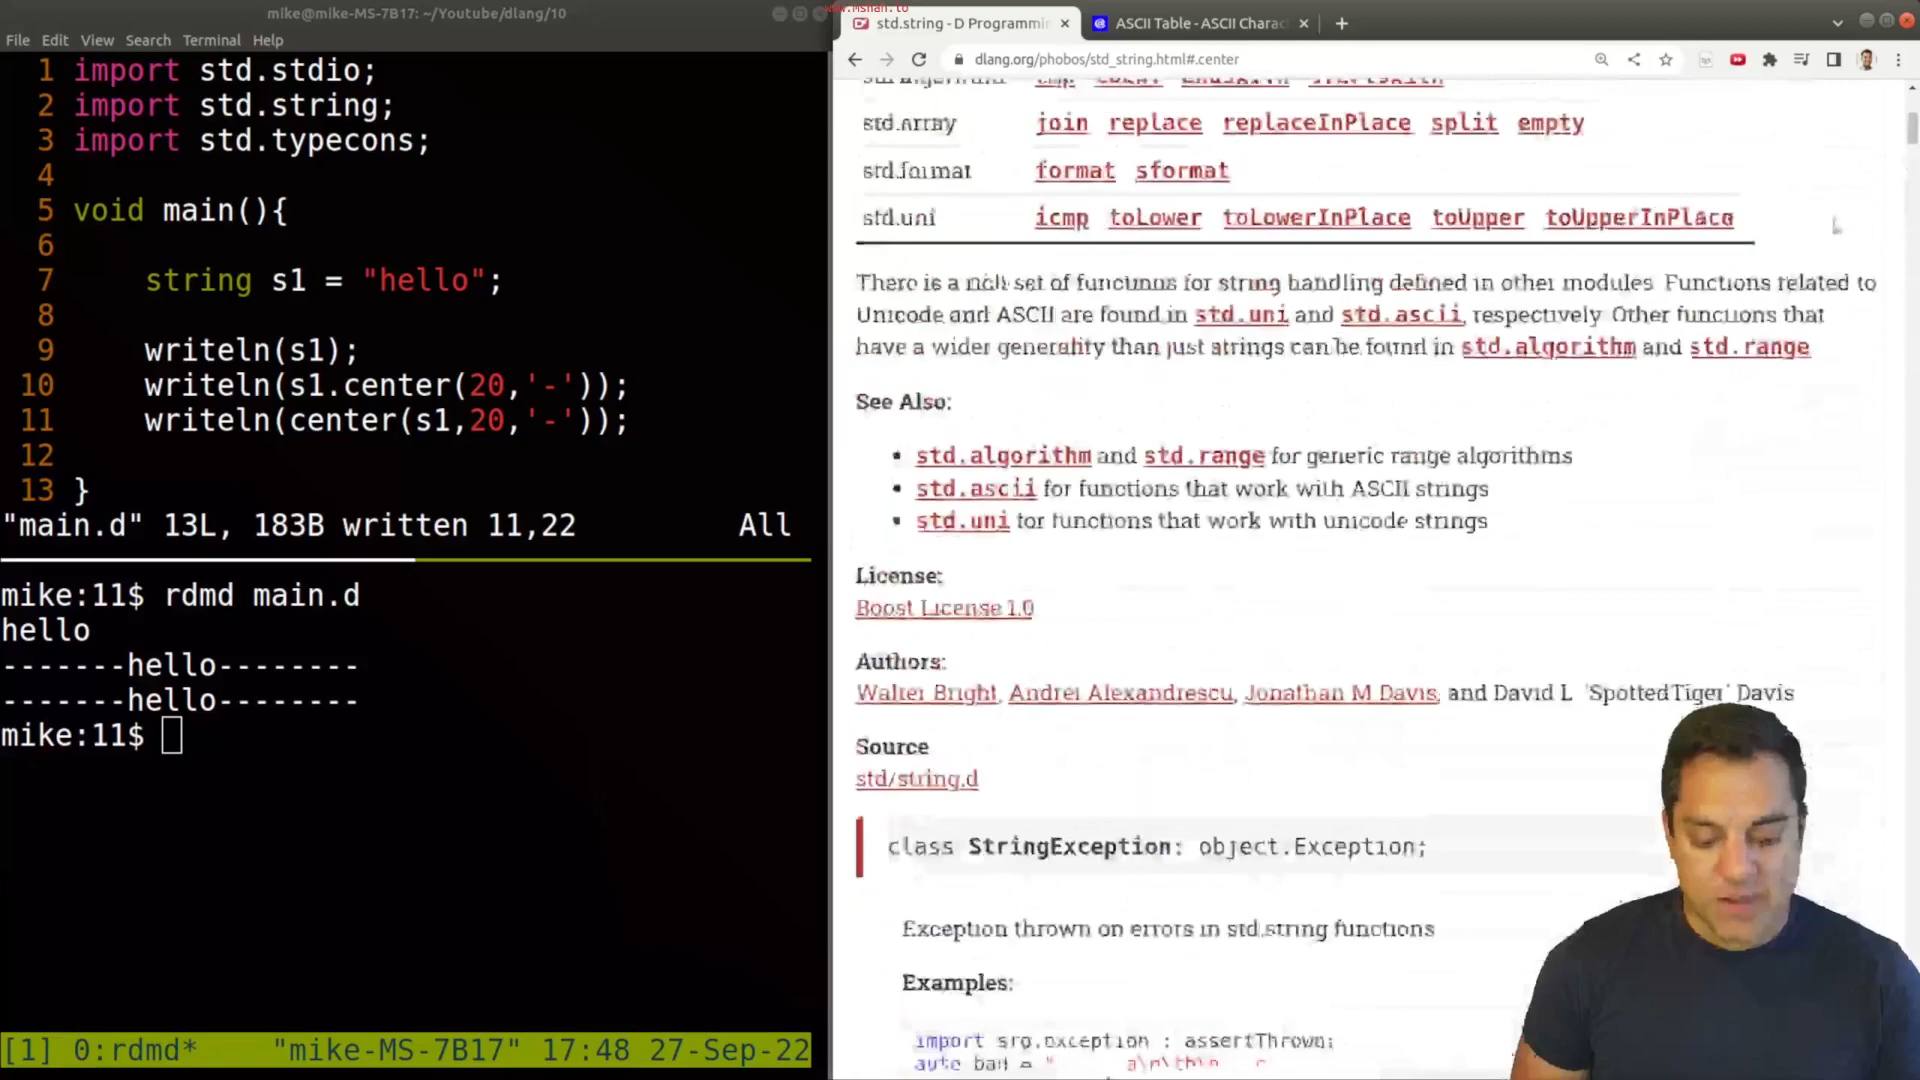 mike@mike-MS-7B17: ~/Youtube/dlang/10
File Edit View Search Terminal Help
1 import std.stdio;
2 import std.string;
3 import std.typecons;
4
5 void main(){
6
7 string s1 = "hello";
8
9 writeln(s1);
10 writeln(s1.center(20,'-'));
11 writeln(center(s1,20,'-'));
12
13 }
"main.d" 13L, 183B written 11,22 All
mike:11$ rdmd main.d
hello
-------hello--------
-------hello--------
mike:11$
[1] 0:rdmd* "mike-MS-7B17" 17:48 27-Sep-22
www.mshah.io
std.string - D Programmin
ASCII Table - ASCII Charac
dlang.org/phobos/std_string.html#.center
std.array join replace replaceInPlace split empty
std.format format sformat
std.uni icmp toLower toLowerInPlace toUpper toUpperInPlace
There is a rich set of functions for string handling defined in other modules. Functions related to
Unicode and ASCII are found in std.uni and std.ascii, respectively. Other functions that
have a wider generality than just strings can be found in std.algorithm and std.range
See Also:
std.algorithm and std.range for generic range algorithms
std.ascii for functions that work with ASCII strings
std.uni for functions that work with unicode strings
License:
Boost License 1.0
Authors:
Walter Bright, Andrei Alexandrescu, Jonathan M Davis, and David L. 'SpottedTiger' Davis
Source
std/string.d
class StringException: object.Exception;
Exception thrown on errors in std.string functions
Examples:
import std.exception : assertThrown;
auto bad =